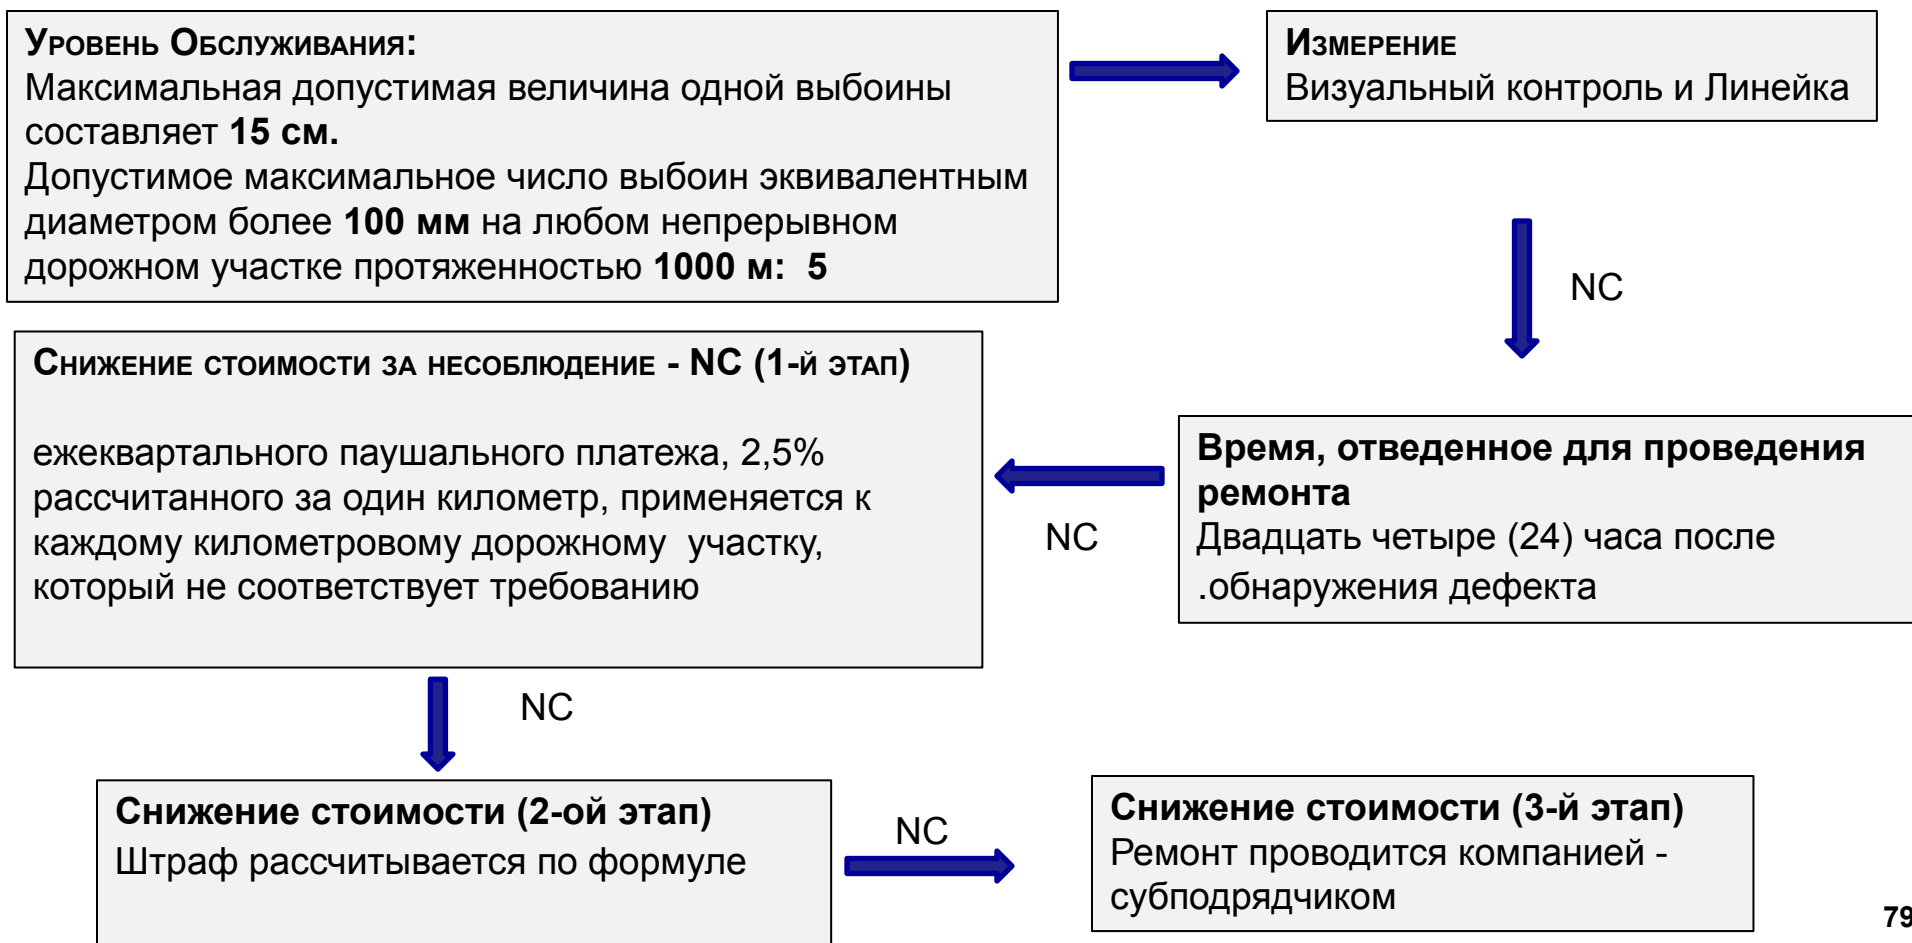 Уровень Обслуживания:
Максимальная допустимая величина одной выбоины
составляет 15 см.
Допустимое максимальное число выбоин эквивалентным
диаметром более 100 мм на любом непрерывном
дорожном участке протяженностью 1000 м: 5
Измерение
Визуальный контроль и Линейка
NC
Время, отведенное для проведения
ремонта
Двадцать четыре (24) часа после
.обнаружения дефекта
NC
Снижение стоимости за несоблюдение - NC (1-й этап)
ежеквартального паушального платежа, 2,5%
рассчитанного за один километр, применяется к
каждому километровому дорожному участку,
который не соответствует требованию
NC
Снижение стоимости (2-ой этап)
Штраф рассчитывается по формуле
NC
Снижение стоимости (3-й этап)
Ремонт проводится компанией -
субподрядчиком
79